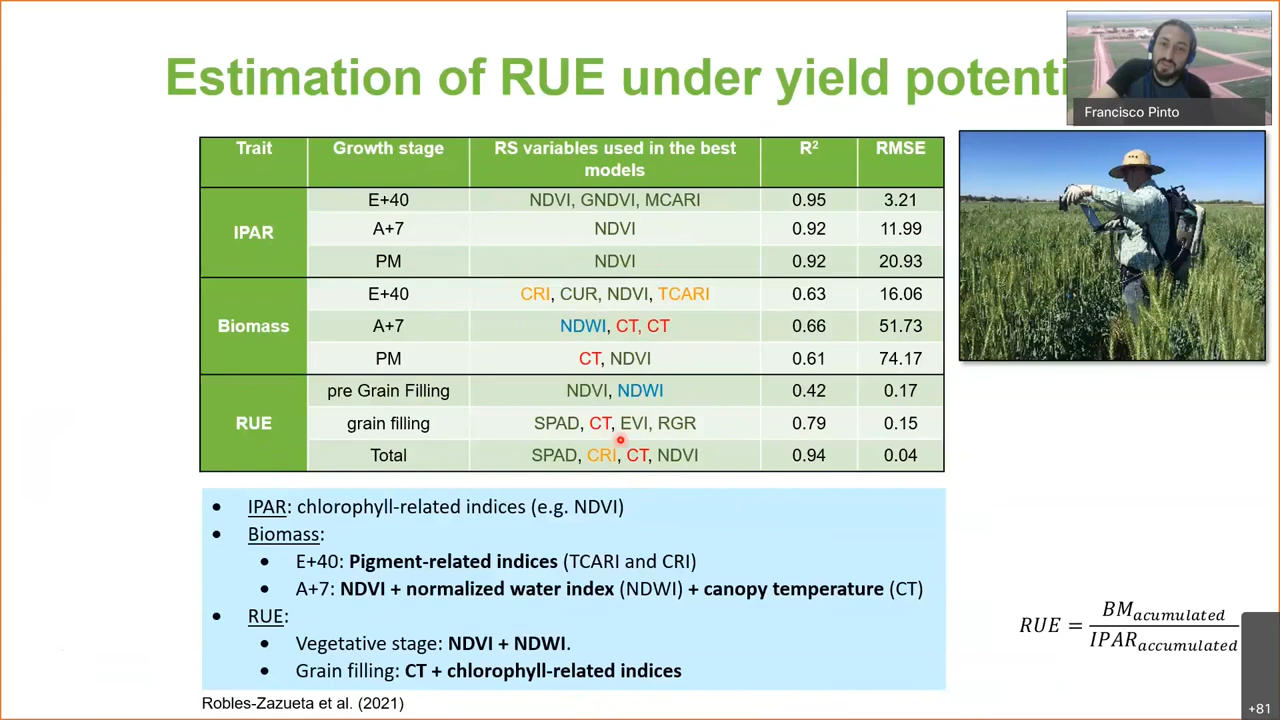 Estimation of RUE under yield potenti
Francisco Pinto
Trait Growth stage RS variables used in the best models R² RMSE
IPAR
E+40 NDVI, GNDVI, MCARI 0.95 3.21
A+7 NDVI 0.92 11.99
PM NDVI 0.92 20.93
Biomass
E+40 CRI, CUR, NDVI, TCARI 0.63 16.06
A+7 NDWI, CT, CT 0.66 51.73
PM CT, NDVI 0.61 74.17
RUE
pre Grain Filling NDVI, NDWI 0.42 0.17
grain filling SPAD, CT, EVI, RGR 0.79 0.15
Total SPAD, CRI, CT, NDVI 0.94 0.04
• IPAR: chlorophyll-related indices (e.g. NDVI)
• Biomass:
• E+40: Pigment-related indices (TCARI and CRI)
• A+7: NDVI + normalized water index (NDWI) + canopy temperature (CT)
• RUE:
• Vegetative stage: NDVI + NDWI.
• Grain filling: CT + chlorophyll-related indices
RUE = BM acumulated / IPAR accumulated
Robles-Zazueta et al. (2021)
+81